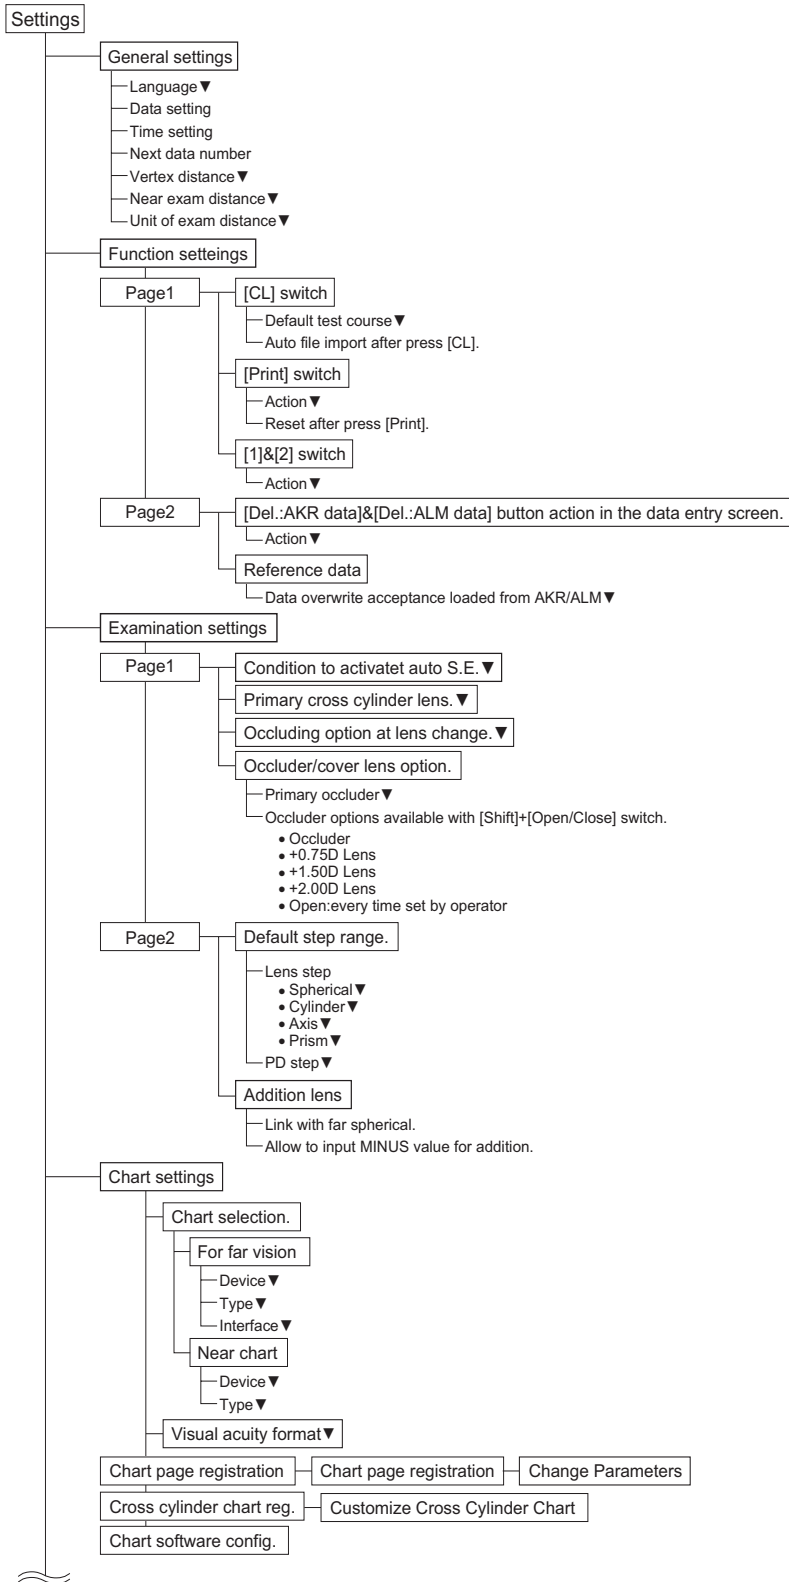 Settings
General settings
Language▼
Data setting
Time setting
Next data number
Vertex distance▼
Near exam distance▼
Unit of exam distance▼
Function setteings
Page1
[CL] switch
Default test course▼
Auto file import after press [CL].
[Print] switch
Action▼
Reset after press [Print].
[1]&[2] switch
Action▼
Page2
[Del.:AKR data]&[Del.:ALM data] button action in the data entry screen.
Action▼
Reference data
Data overwrite acceptance loaded from AKR/ALM▼
Examination settings
Page1
Condition to activatet auto S.E.▼
Primary cross cylinder lens.▼
Occluding option at lens change.▼
Occluder/cover lens option.
Primary occluder▼
Occluder options available with [Shift]+[Open/Close] switch.
● Occluder
● +0.75D Lens
● +1.50D Lens
● +2.00D Lens
● Open:every time set by operator
Page2
Default step range.
Lens step
● Spherical▼
● Cylinder▼
● Axis▼
● Prism▼
PD step▼
Addition lens
Link with far spherical.
Allow to input MINUS value for addition.
Chart settings
Chart selection.
For far vision
Device▼
Type▼
Interface▼
Near chart
Device▼
Type▼
Visual acuity format▼
Chart page registration Chart page registration Change Parameters
Cross cylinder chart reg. Customize Cross Cylinder Chart
Chart software config.